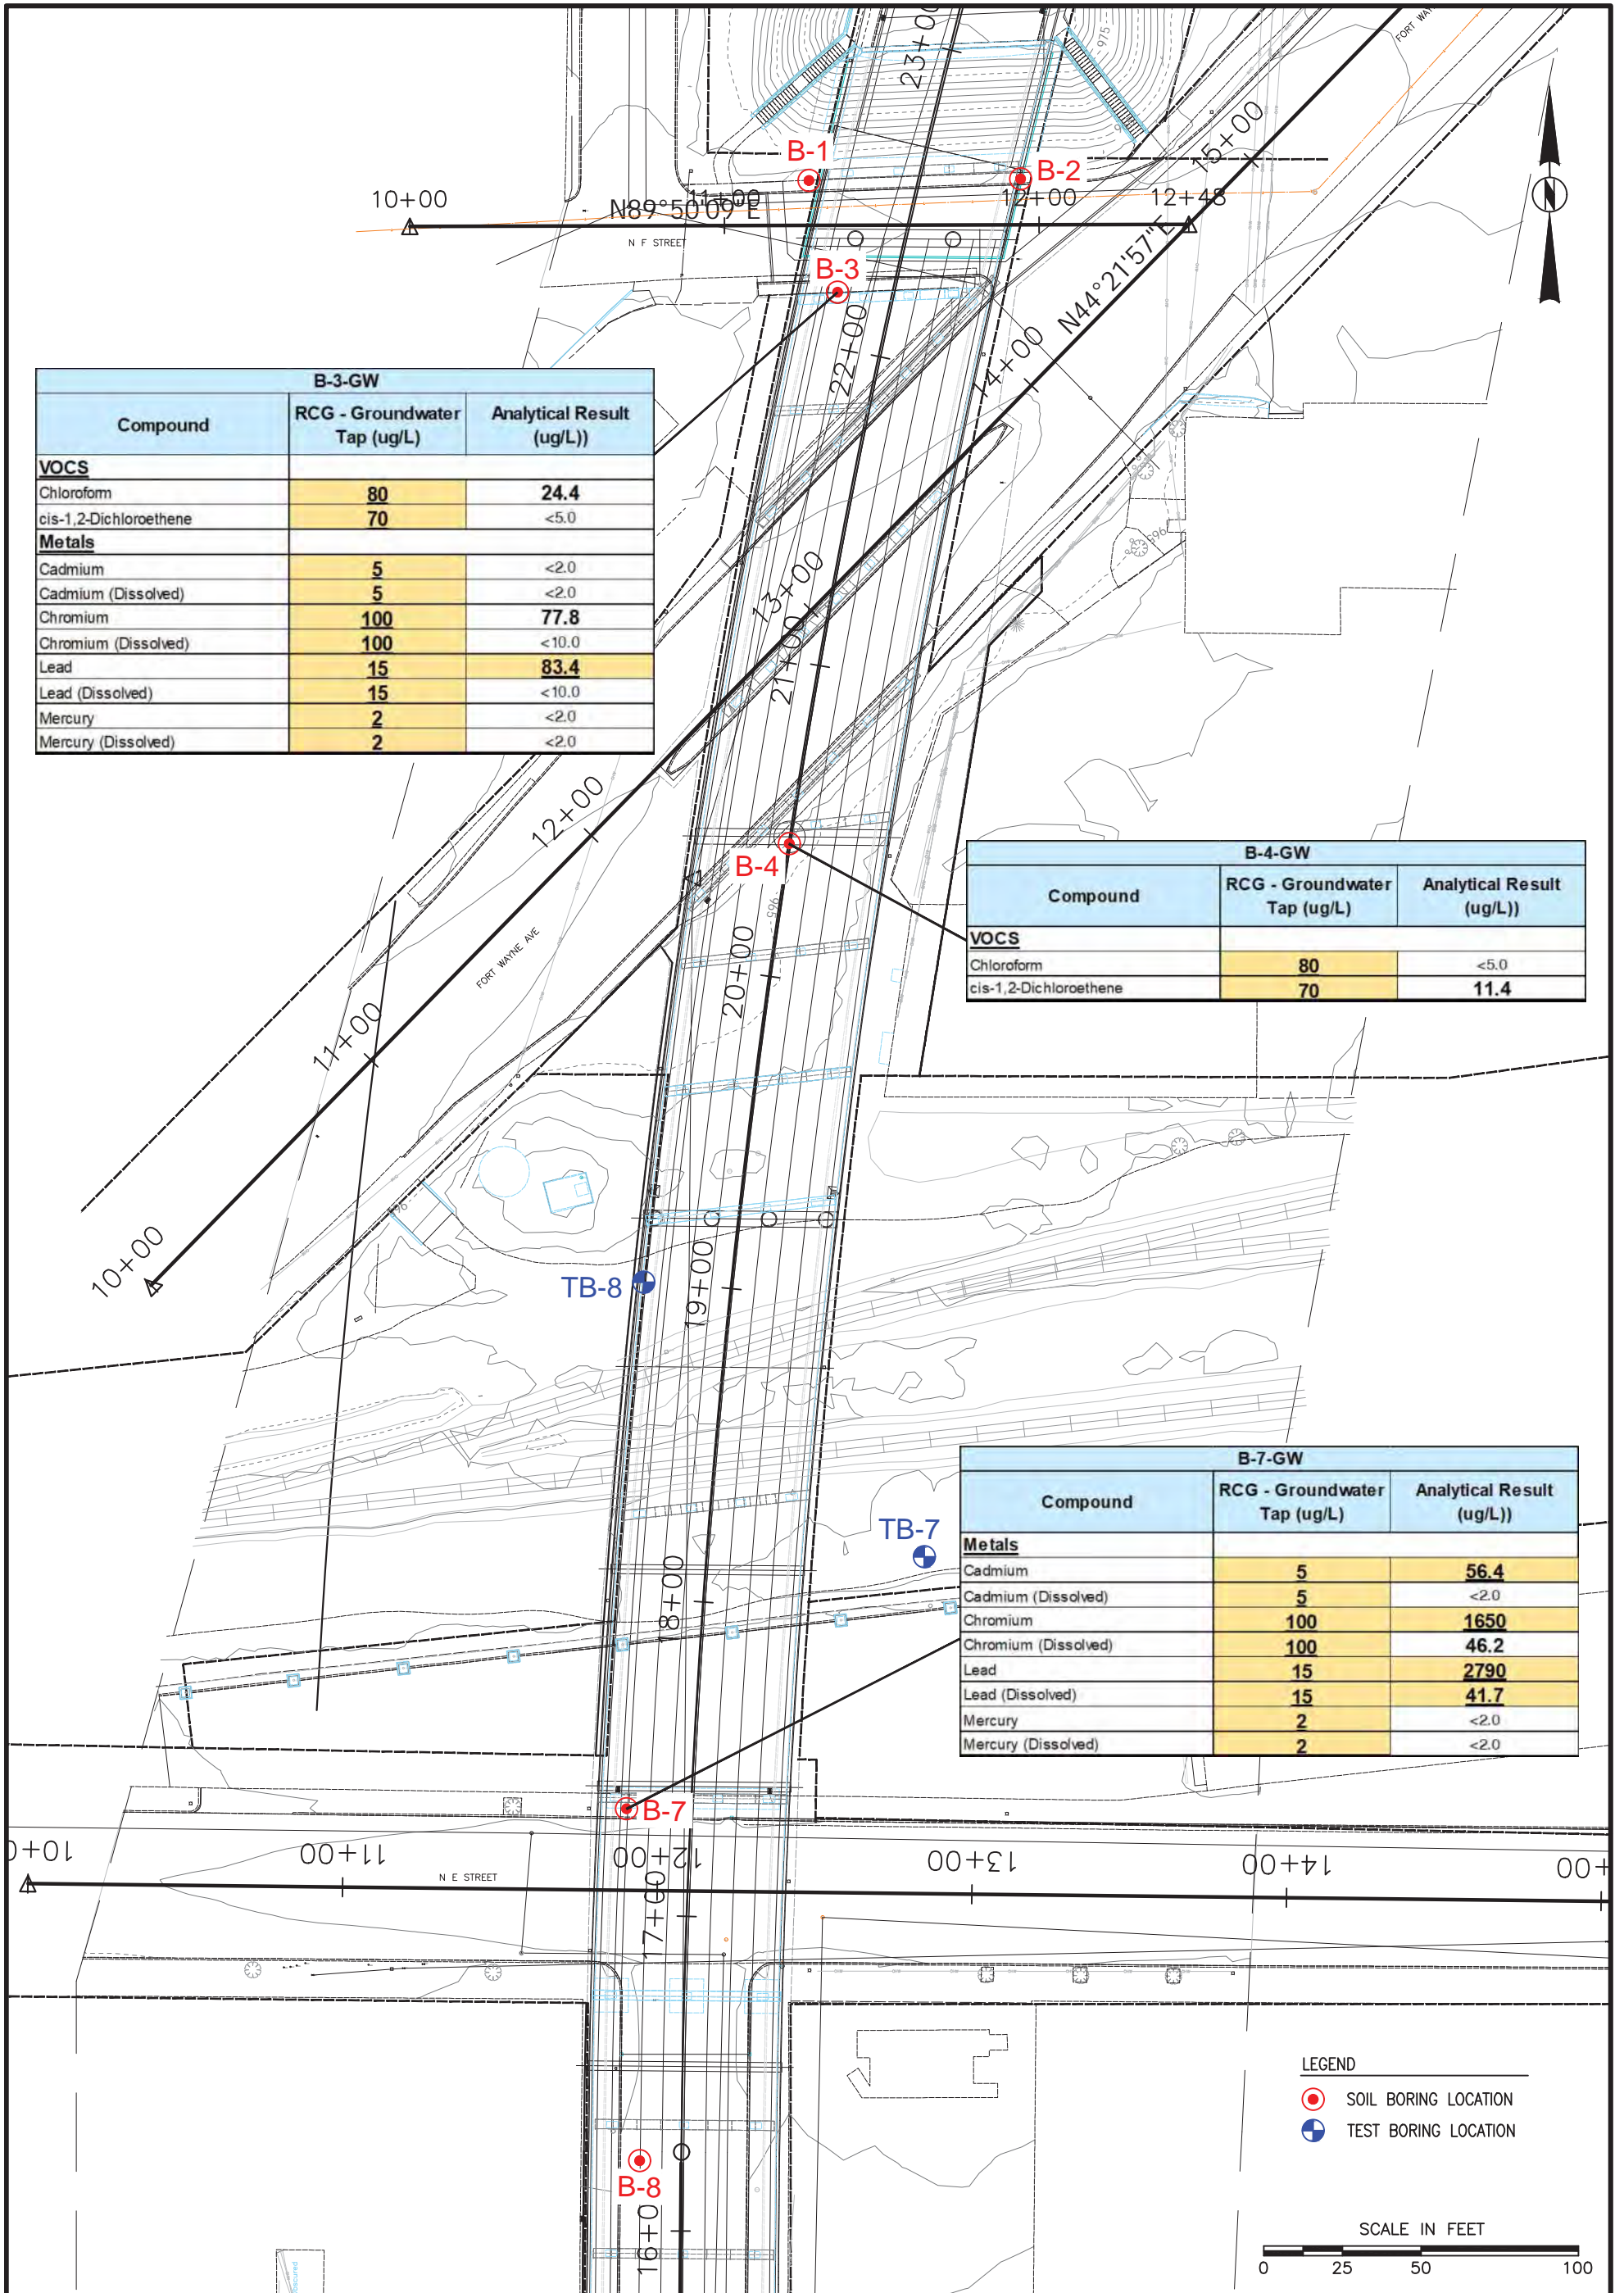 23+00
975
FORT WAY
15+00
B-1
B-2
10+00
N89°50'09"E
11+00
12+00
12+48
N F STREET
N44°21'57"E
B-3
22+00
14+00
B-3-GW
Compound RCG - Groundwater Tap (ug/L) Analytical Result (ug/L))
VOCS
Chloroform 80 24.4
cis-1,2-Dichloroethene 70 <5.0
Metals
Cadmium 5 <2.0
Cadmium (Dissolved) 5 <2.0
Chromium 100 77.8
Chromium (Dissolved) 100 <10.0
Lead 15 83.4
Lead (Dissolved) 15 <10.0
Mercury 2 <2.0
Mercury (Dissolved) 2 <2.0
965
13+00
21+00
12+00
B-4
B-4-GW
Compound RCG - Groundwater Tap (ug/L) Analytical Result (ug/L))
VOCS
Chloroform 80 <5.0
cis-1,2-Dichloroethene 70 11.4
965
20+00
FORT WAYNE AVE
11+00
10+00
TB-8
19+00
B-7-GW
Compound RCG - Groundwater Tap (ug/L) Analytical Result (ug/L))
Metals
Cadmium 5 56.4
Cadmium (Dissolved) 5 <2.0
Chromium 100 1650
Chromium (Dissolved) 100 46.2
Lead 15 2790
Lead (Dissolved) 15 41.7
Mercury 2 <2.0
Mercury (Dissolved) 2 <2.0
TB-7
18+00
B-7
10+0
11+00
12+00
13+00
14+00
00+
N E STREET
17+00
B-8
16+0
LEGEND
SOIL BORING LOCATION
TEST BORING LOCATION
SCALE IN FEET
0 25 50 100
N